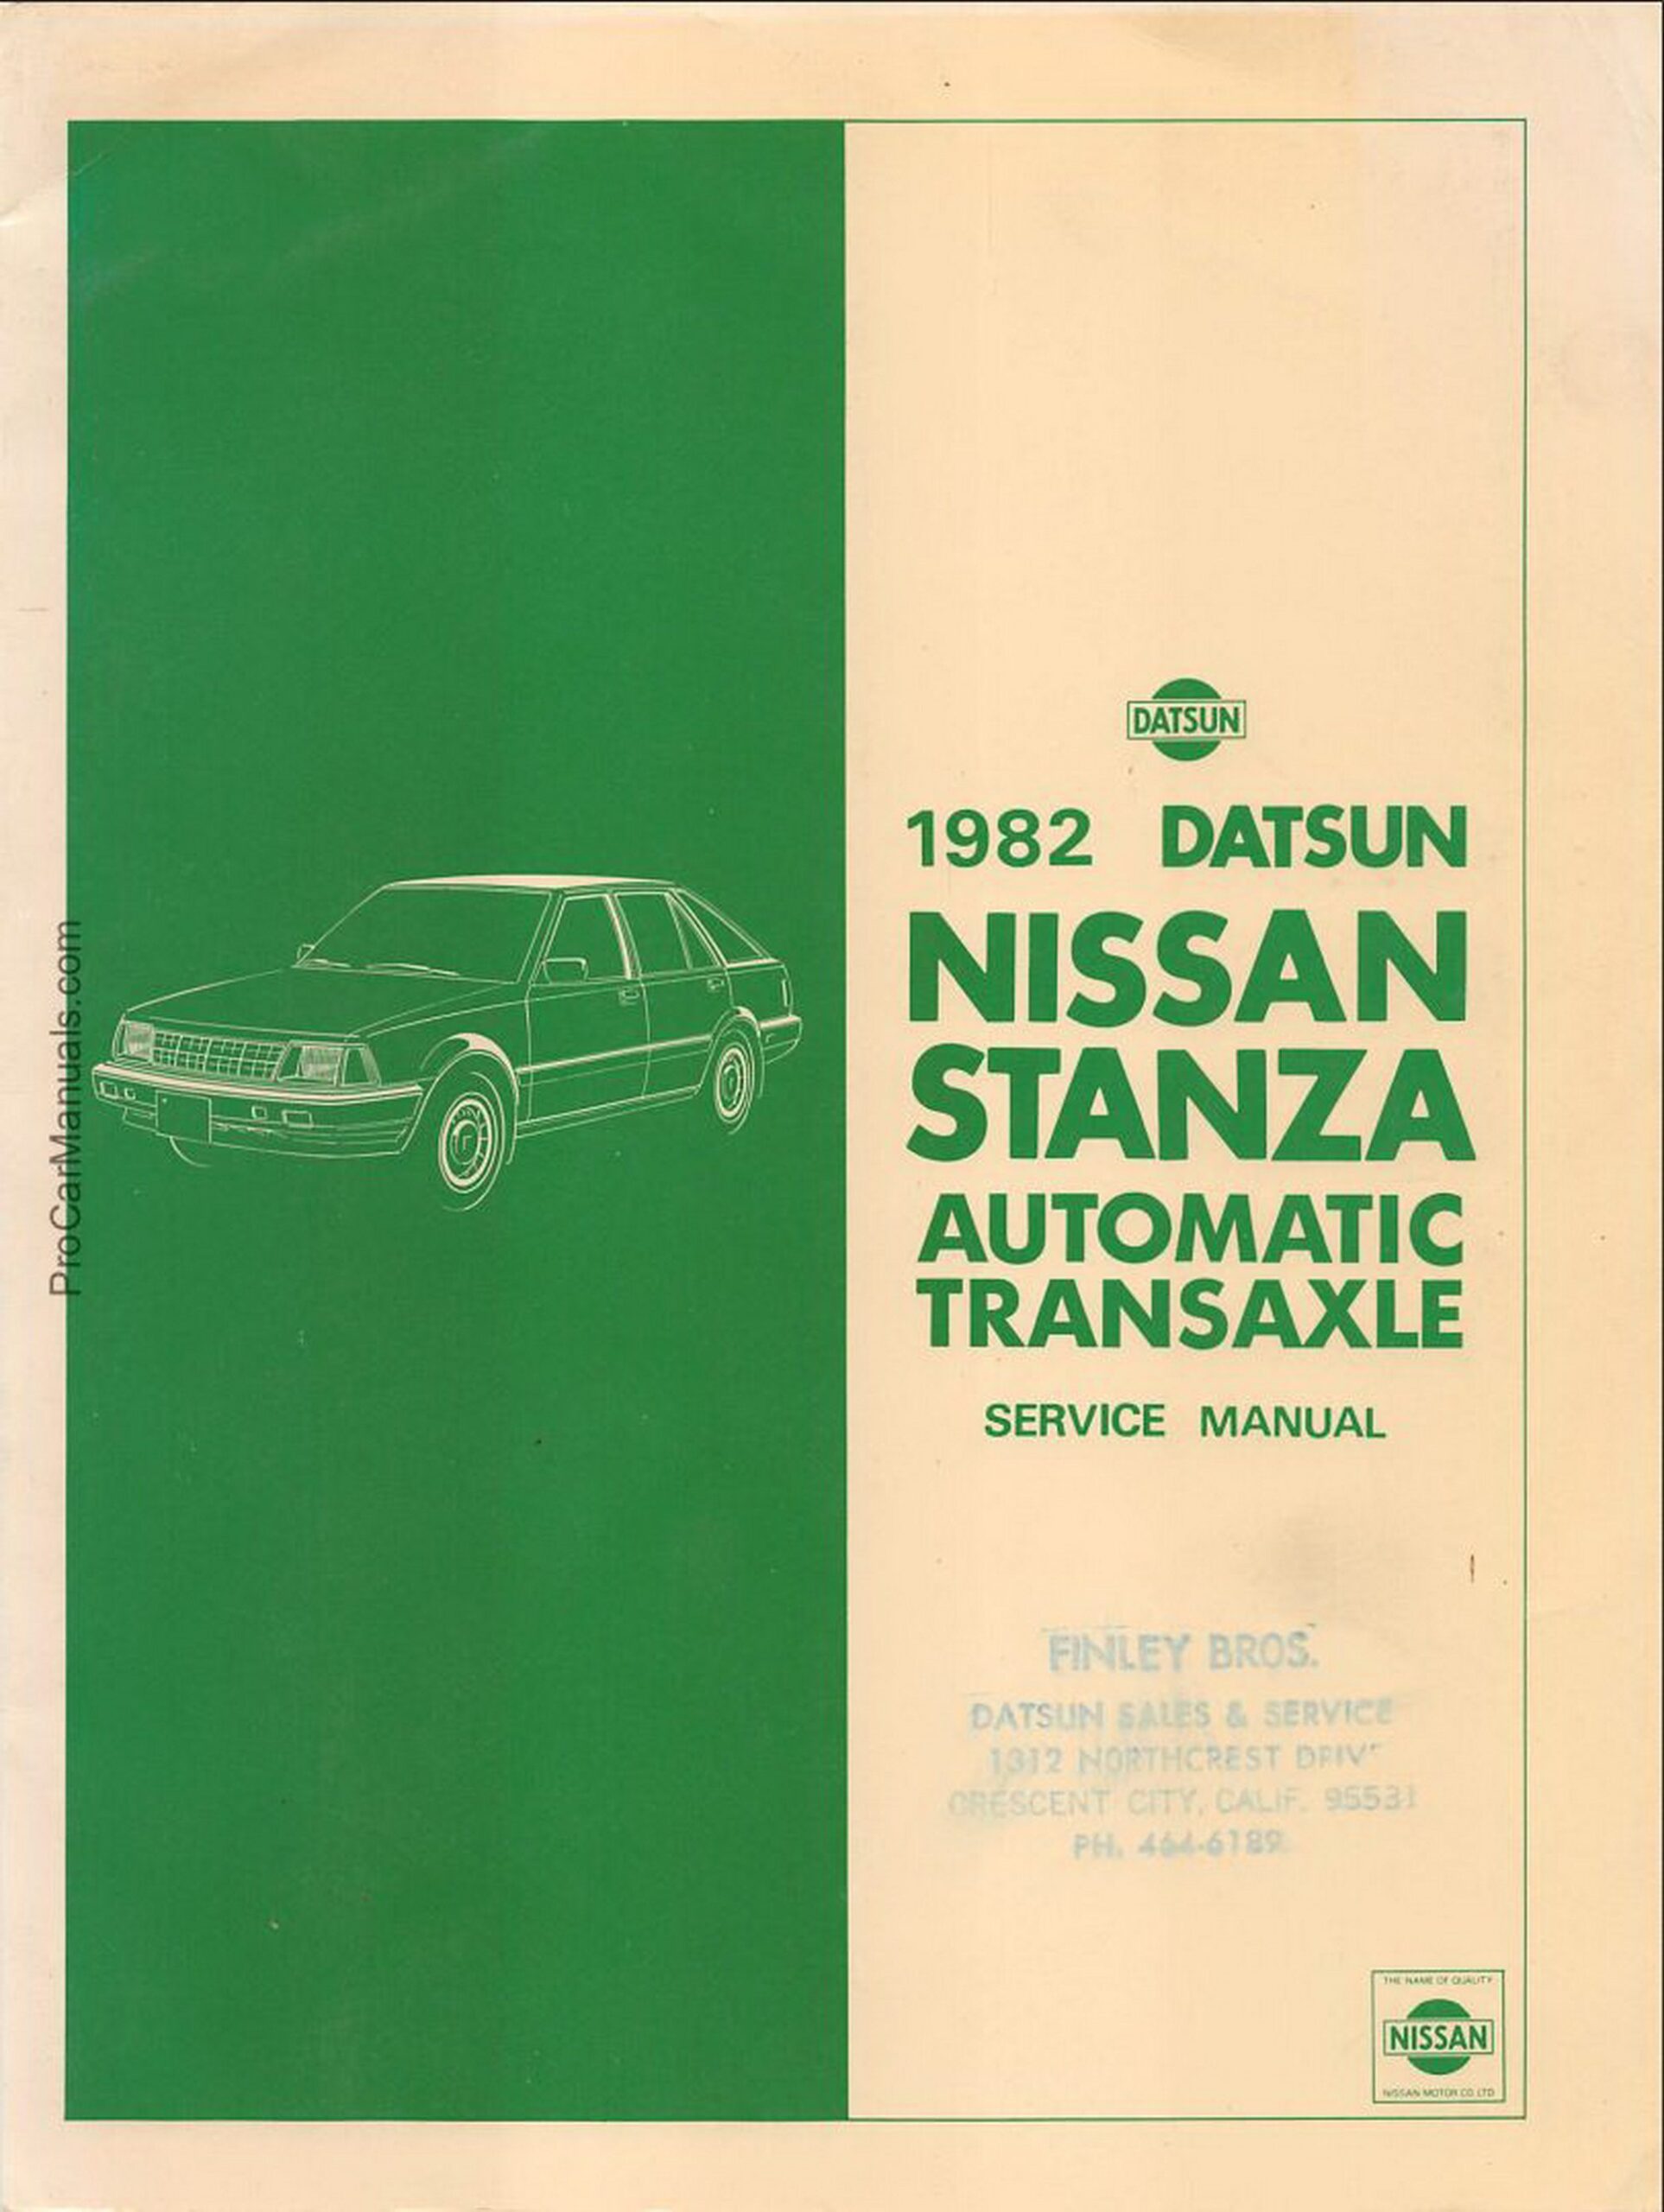 DATSUN
1982 DATSUN
NISSAN
STANZA
AUTOMATIC
TRANSAXLE
SERVICE MANUAL
FINLEY BROS.
DATSUN SALES & SERVICE
1312 NORTHCREST DRIV
CRESCENT CITY, CALIF. 95531
PH. 464-6189
THE NAME OF QUALITY
NISSAN
NISSAN MOTOR CO. LTD
ProCarManuals.com